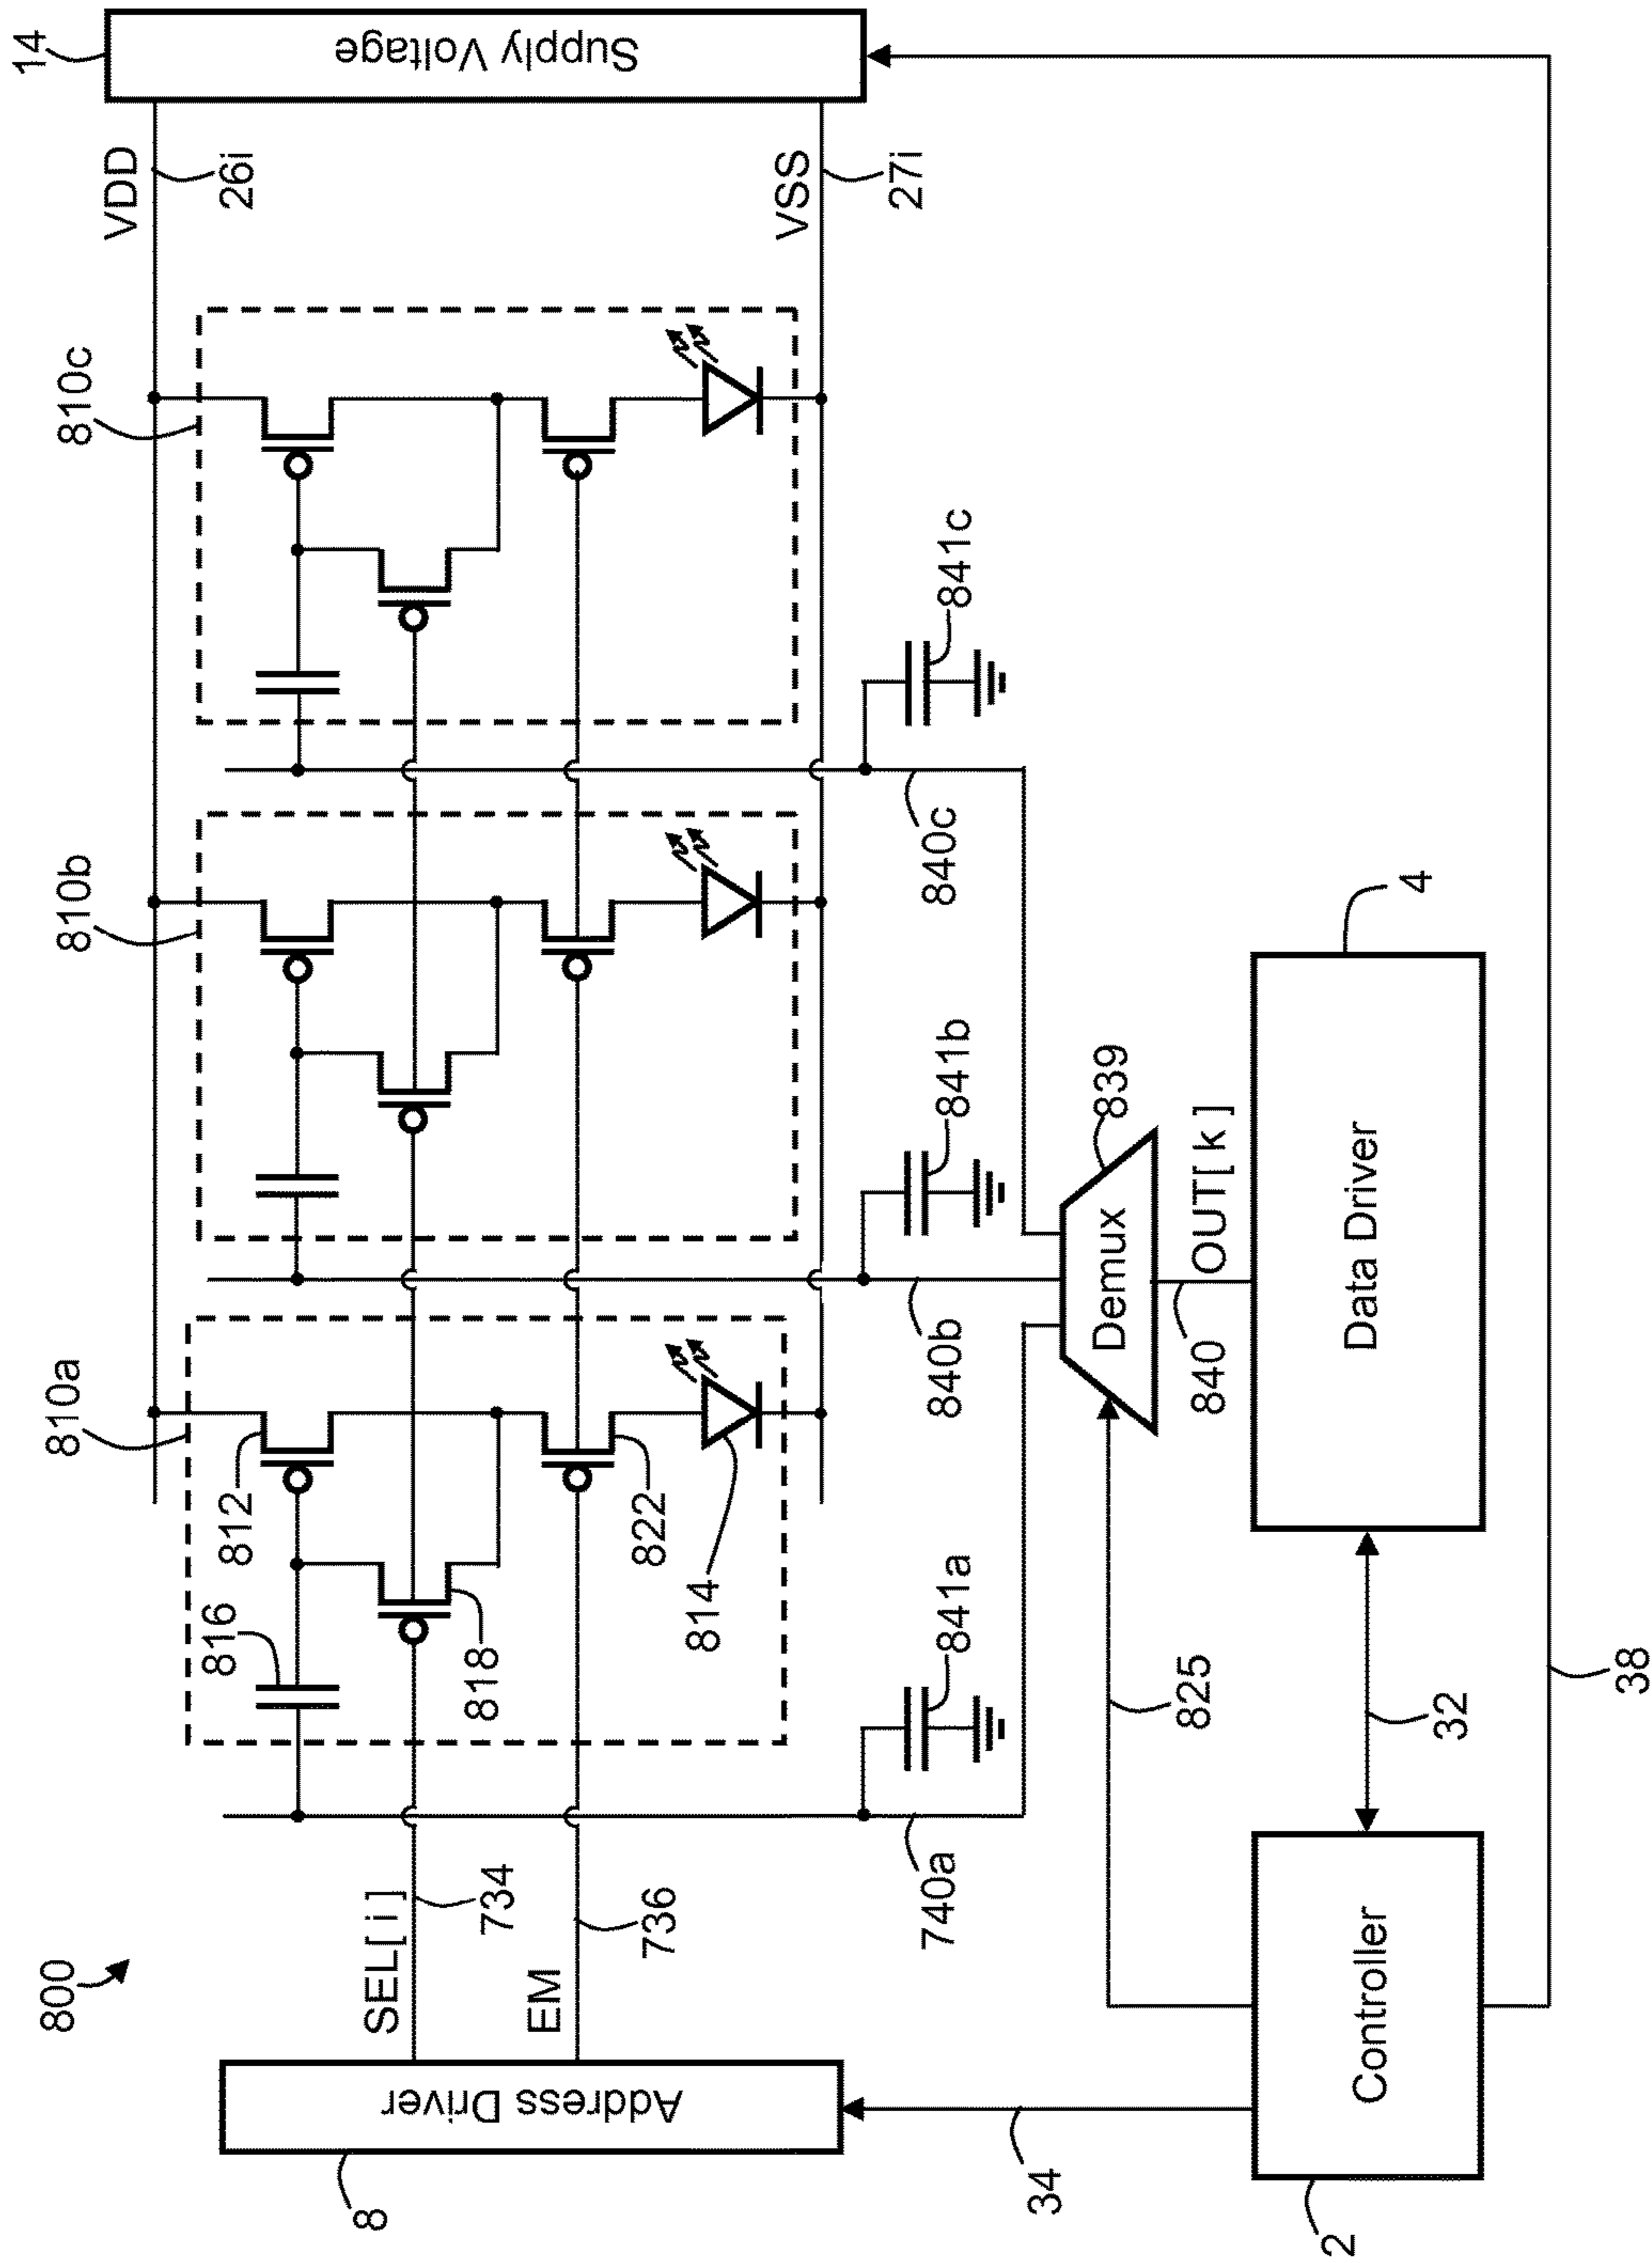 800
8
Address Driver
SEL[ i ]
734
EM
736
810a
816
812
818
822
814
810b
810c
VDD
26i
VSS
27i
14
Supply Voltage
740a
841a
840b
841b
840c
841c
Demux
839
825
840
OUT[ k ]
34
2
Controller
32
Data Driver
4
38